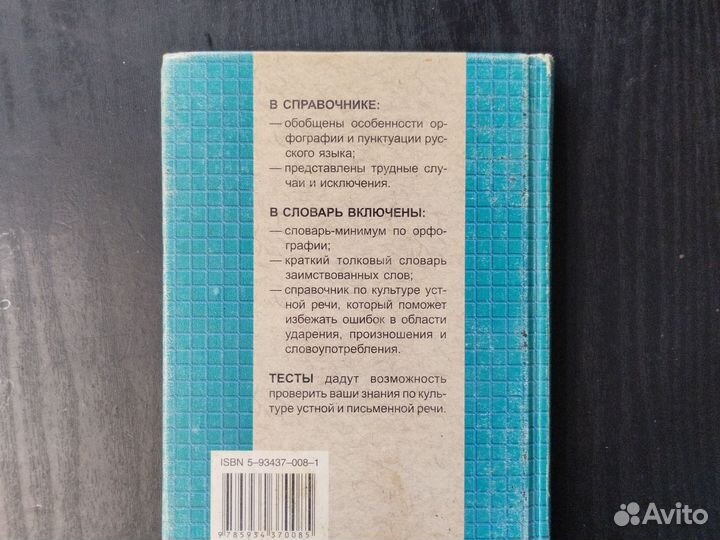 В СПРАВОЧНИКЕ:
— обобщены особенности ор-
фографии и пунктуации рус-
ского языка;
— представлены трудные слу-
чаи и исключения.
В СЛОВАРЬ ВКЛЮЧЕНЫ:
— словарь-минимум по орфо-
графии;
— краткий толковый словарь
заимствованных слов;
— справочник по культуре уст-
ной речи, который поможет
избежать ошибок в области
ударения, произношения и
словоупотребления.
ТЕСТЫ дадут возможность
проверить ваши знания по куль-
туре устной и письменной речи.
ISBN 5–93437–008–1
9 785934 370085
Avito